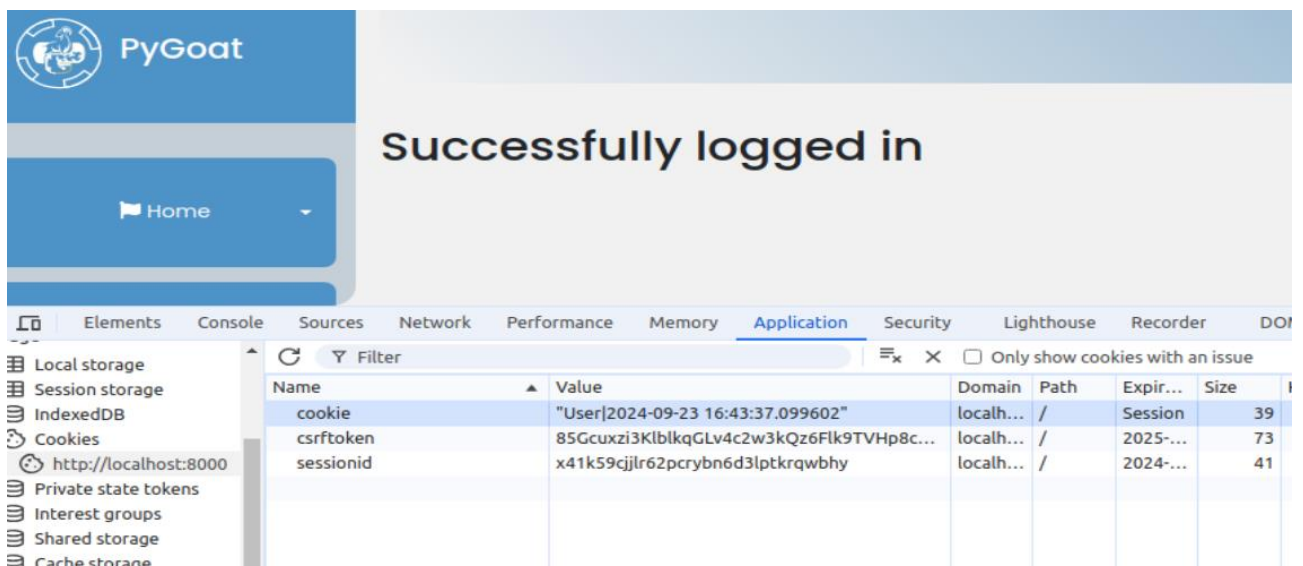 PyGoat
Successfully logged in
Home
Elements Console Sources Network Performance Memory Application Security Lighthouse Recorder
Local storage
Session storage
IndexedDB
Cookies
http://localhost:8000
Private state tokens
Interest groups
Shared storage
Cache storage
Filter
Only show cookies with an issue
Name Value Domain Path Expir... Size
cookie "User|2024-09-23 16:43:37.099602" localh... / Session 39
csrftoken 85Gcuxzi3KlblkqGLv4c2w3kQz6Flk9TVHp8c... localh... / 2025-... 73
sessionid x41k59cjjlr62pcrybn6d3lptkrqwbhy localh... / 2024-... 41